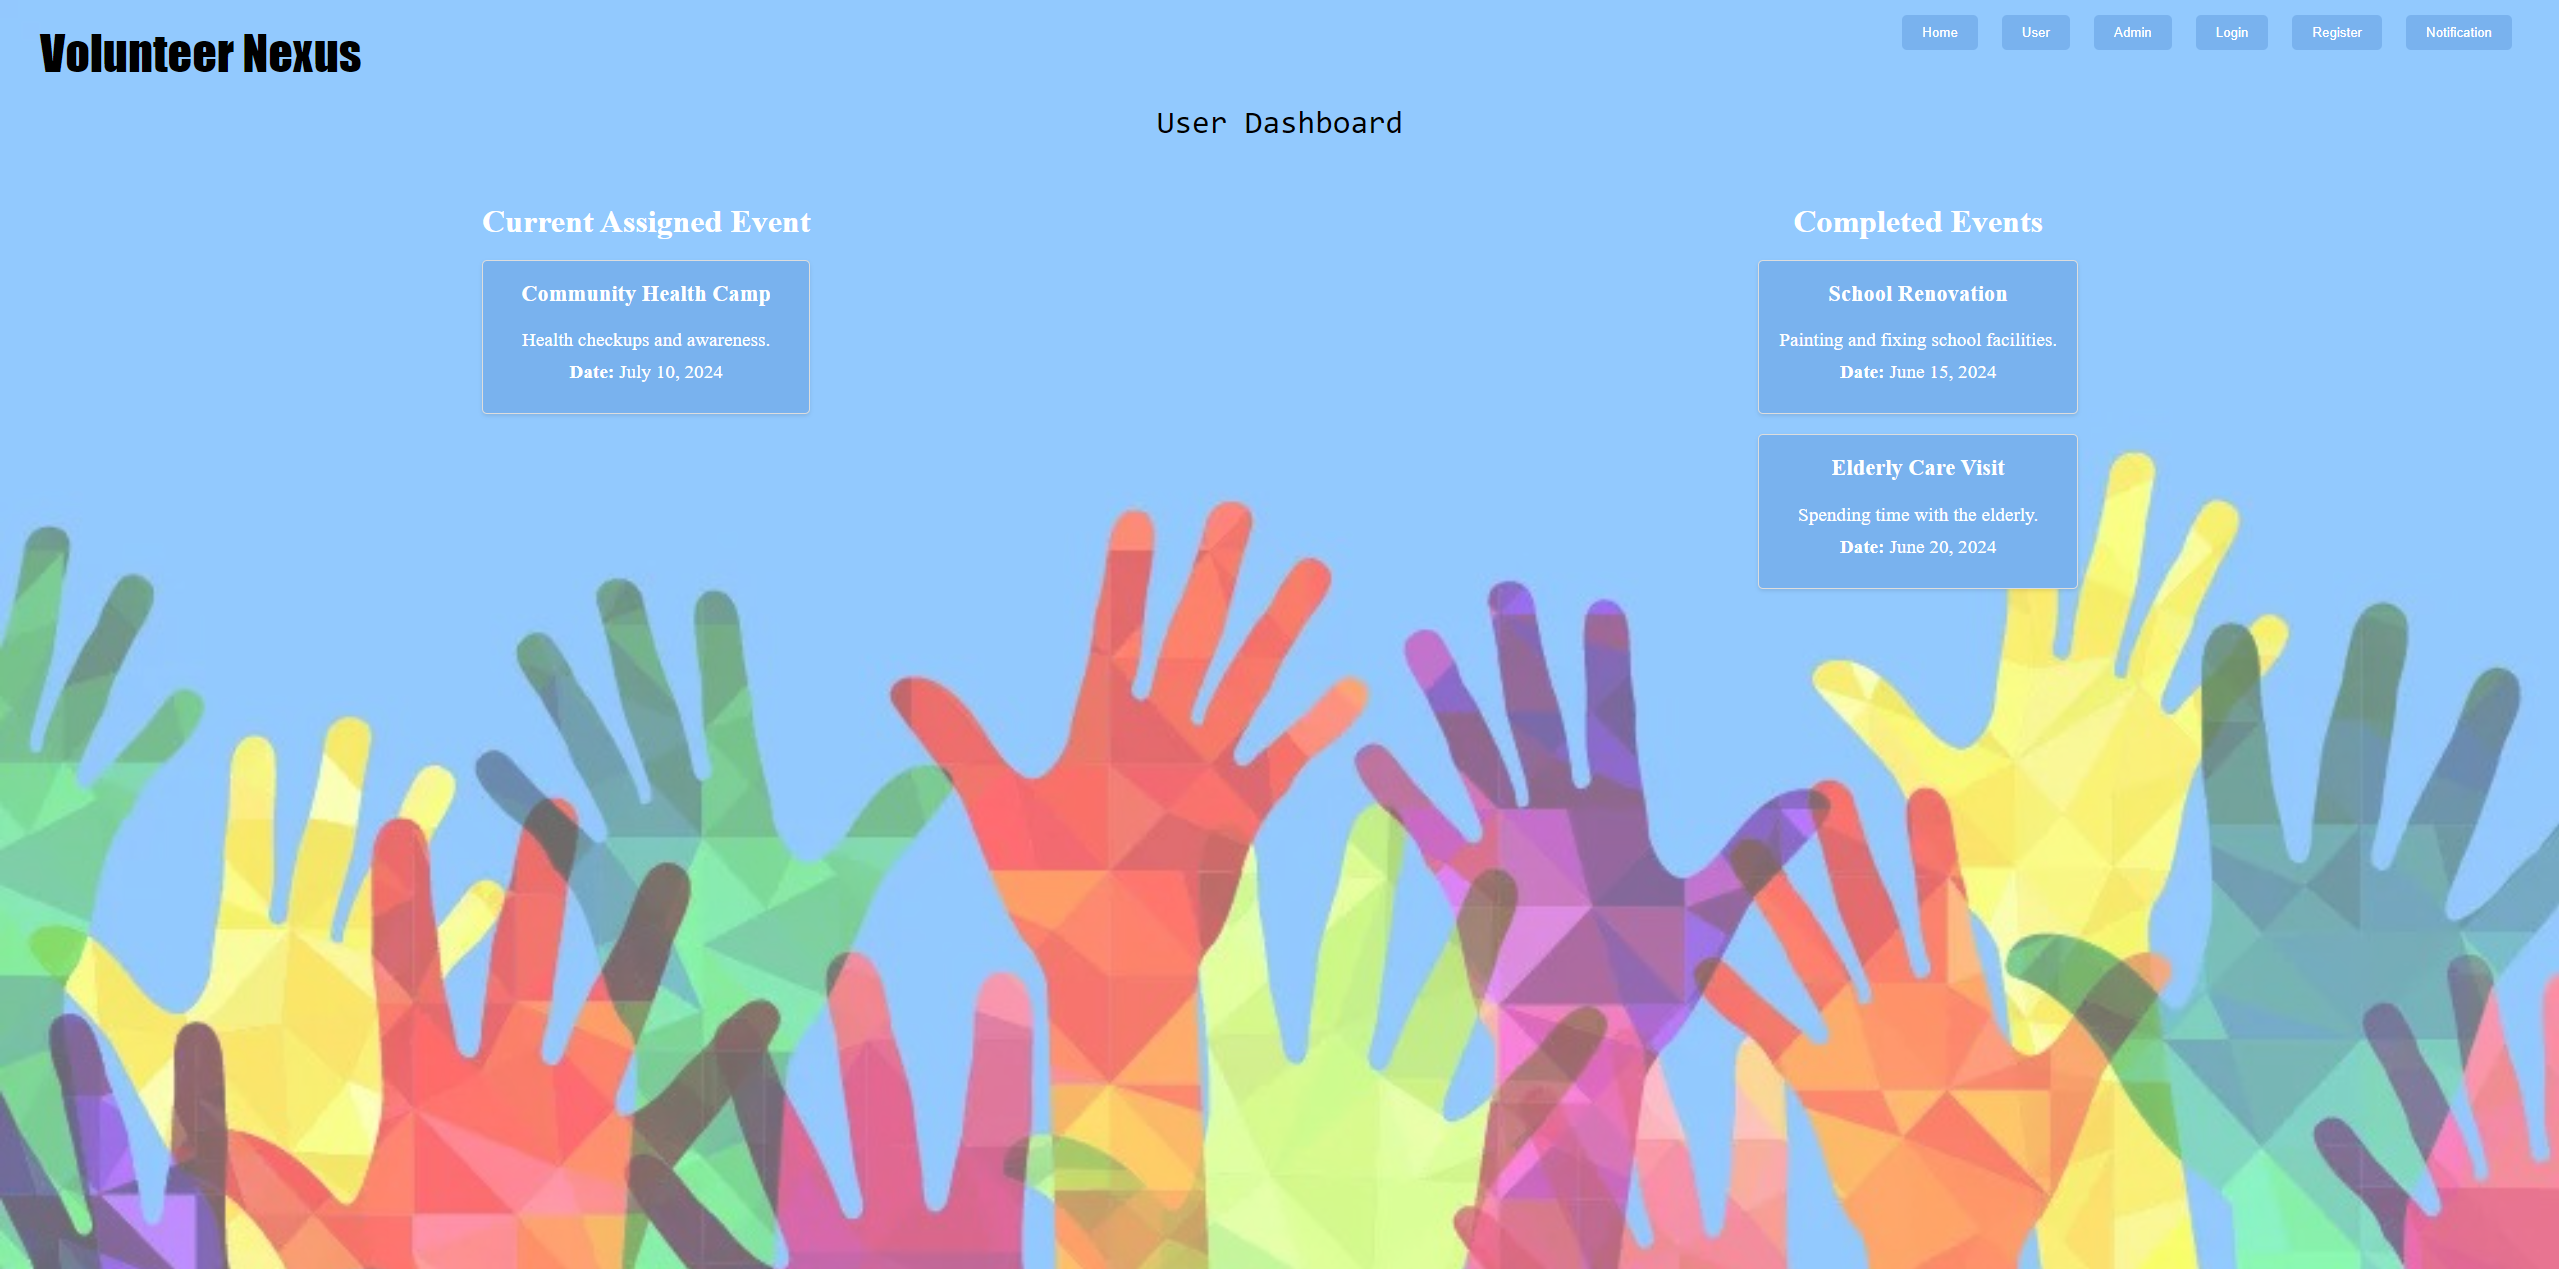 Volunteer Nexus
Home
User
Admin
Login
Register
Notification
User Dashboard
Current Assigned Event
Community Health Camp
Health checkups and awareness.
Date: July 10, 2024
Completed Events
School Renovation
Painting and fixing school facilities.
Date: June 15, 2024
Elderly Care Visit
Spending time with the elderly.
Date: June 20, 2024